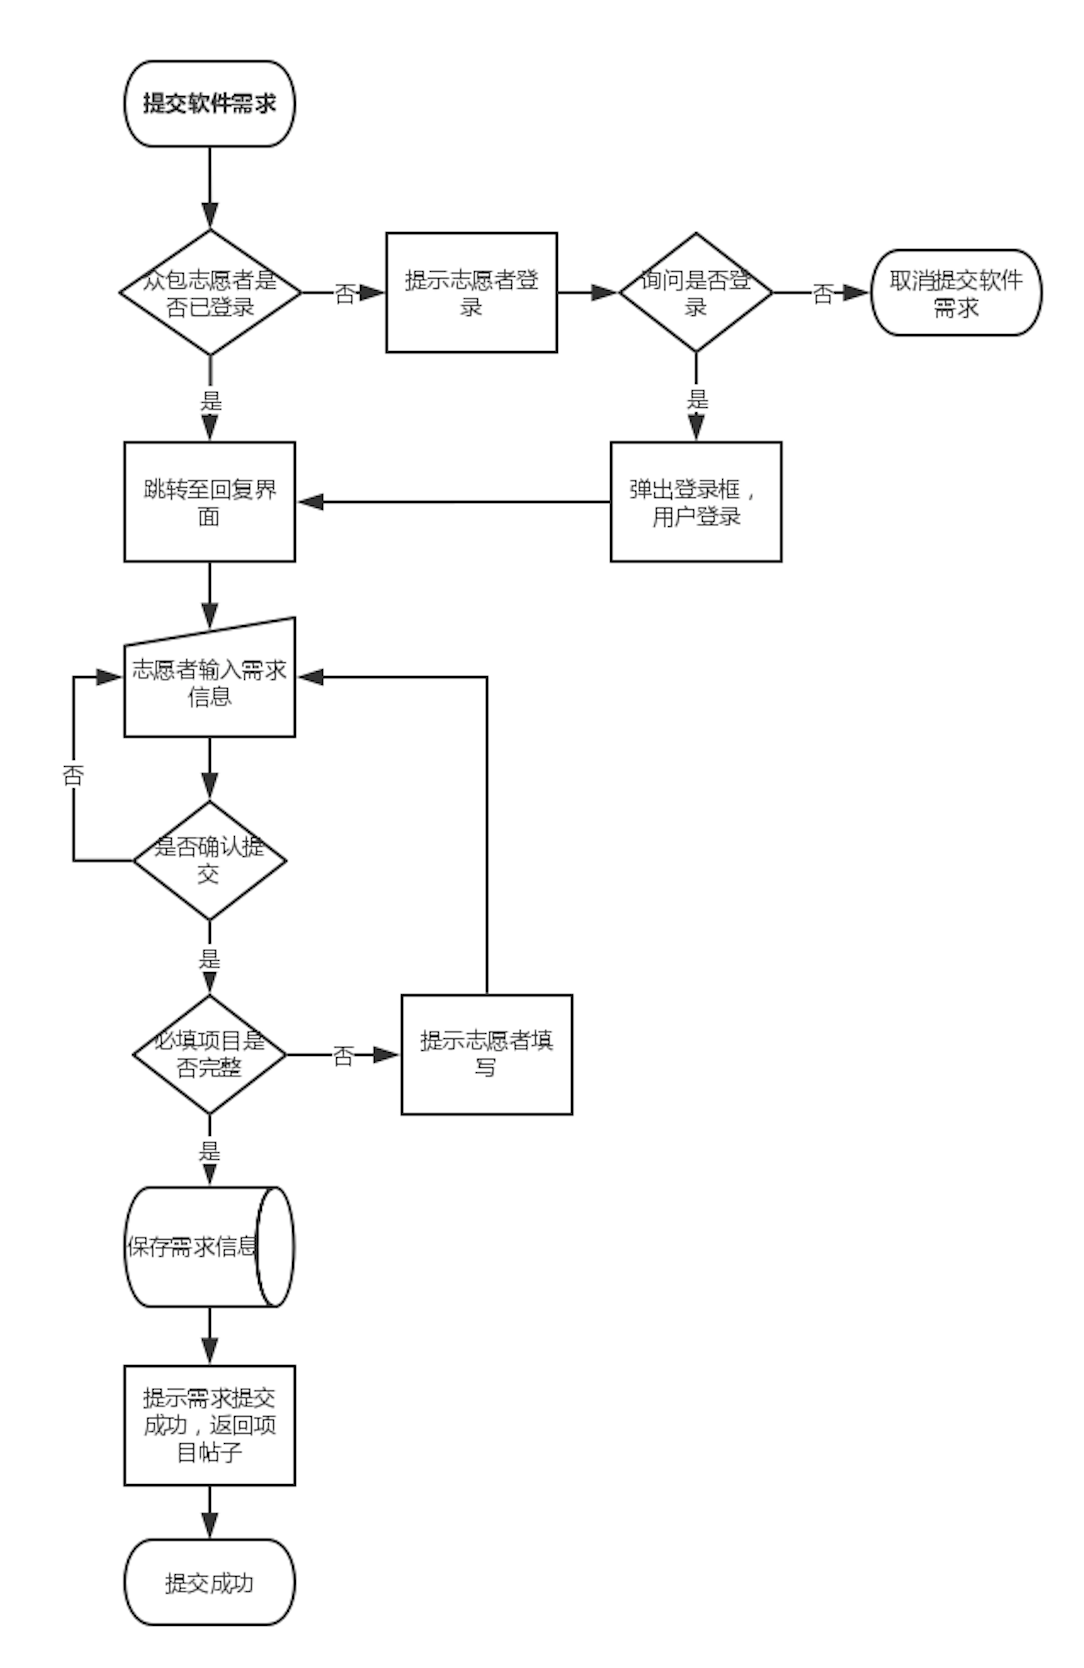 提交软件需求
众包志愿者是
否已登录
否
提示志愿者登
录
询问是否登
录
否
取消提交软件
需求
是
是
跳转至回复界
面
弹出登录框，
用户登录
志愿者输入需求
信息
否
是否确认提
交
是
必填项目是
否完整
否
提示志愿者填
写
是
保存需求信息
提示需求提交
成功，返回项
目帖子
提交成功